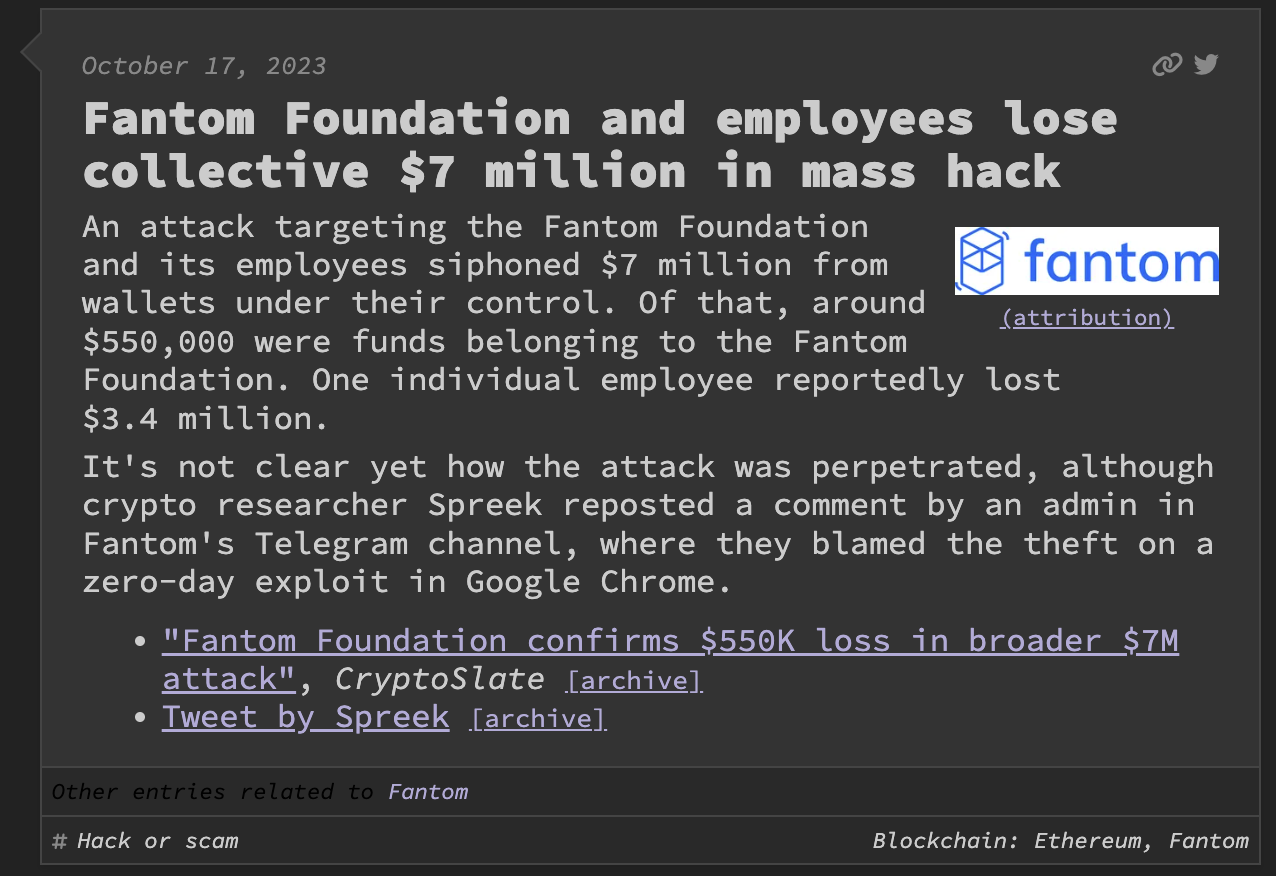 October 17, 2023
Fantom Foundation and employees lose
collective $7 million in mass hack
An attack targeting the Fantom Foundation
and its employees siphoned $7 million from
wallets under their control. Of that, around
$550,000 were funds belonging to the Fantom
Foundation. One individual employee reportedly lost
$3.4 million.
fantom
(attribution)
It's not clear yet how the attack was perpetrated, although
crypto researcher Spreek reposted a comment by an admin in
Fantom's Telegram channel, where they blamed the theft on a
zero-day exploit in Google Chrome.
• "Fantom Foundation confirms $550K loss in broader $7M
attack", CryptoSlate [archive]
• Tweet by Spreek [archive]
Other entries related to Fantom
# Hack or scam
Blockchain: Ethereum, Fantom